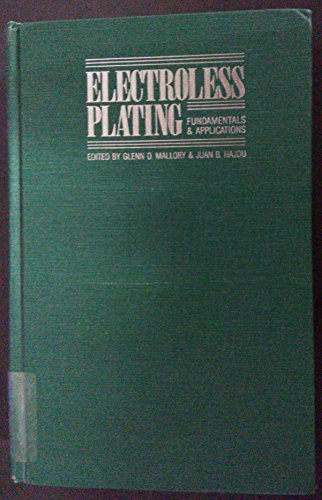 ELECTROLESS
PLATING
FUNDAMENTALS
& APPLICATIONS
EDITED BY GLENN O. MALLORY & JUAN B. HAJDU